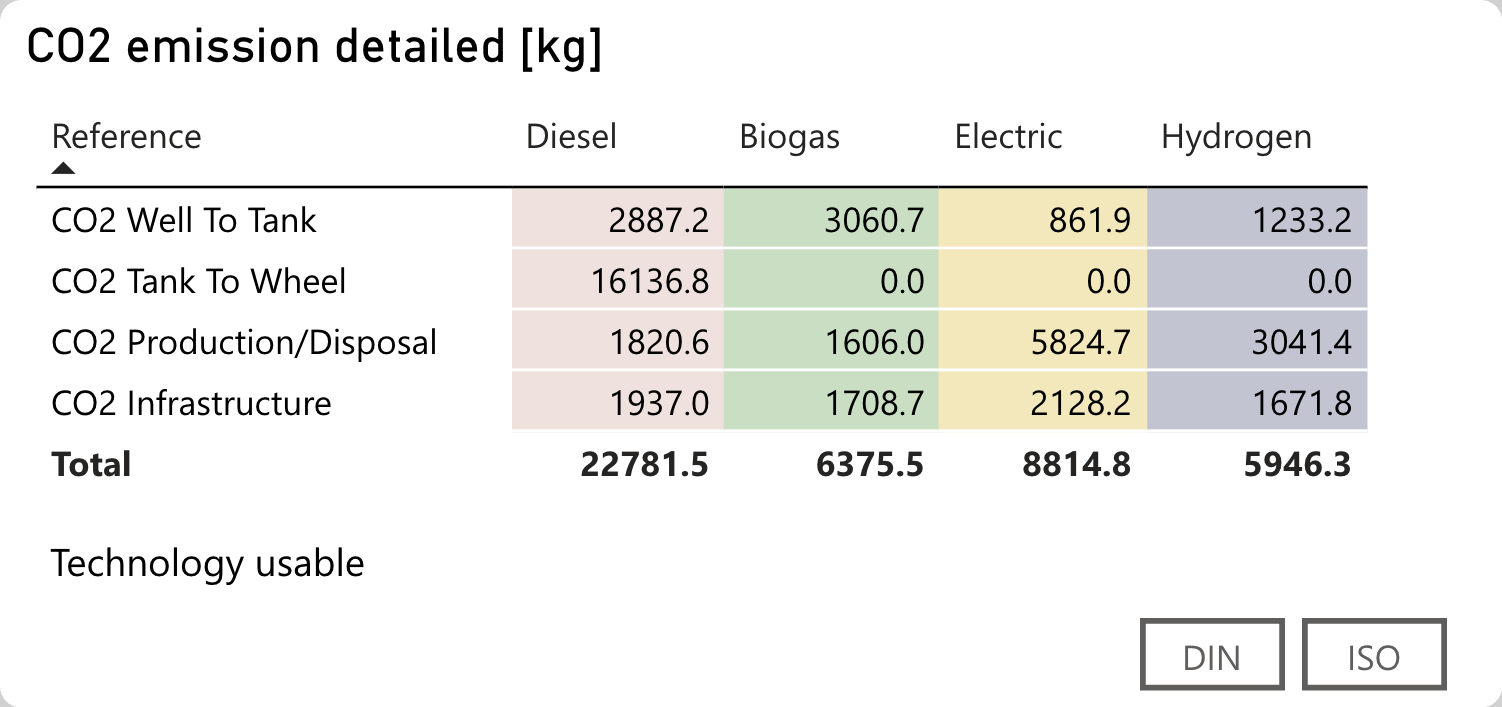 CO2 emission detailed [kg]
Reference Diesel Biogas Electric Hydrogen
CO2 Well To Tank 2887.2 3060.7 861.9 1233.2
CO2 Tank To Wheel 16136.8 0.0 0.0 0.0
CO2 Production/Disposal 1820.6 1606.0 5824.7 3041.4
CO2 Infrastructure 1937.0 1708.7 2128.2 1671.8
Total 22781.5 6375.5 8814.8 5946.3
Technology usable
DIN ISO